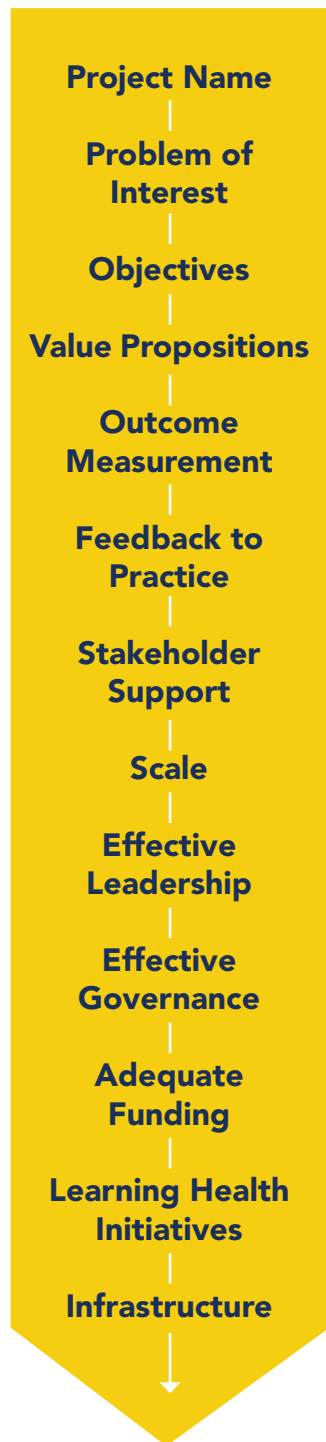 Project Name
Problem of
Interest
Objectives
Value Propositions
Outcome
Measurement
Feedback to
Practice
Stakeholder
Support
Scale
Effective
Leadership
Effective
Governance
Adequate
Funding
Learning Health
Initiatives
Infrastructure